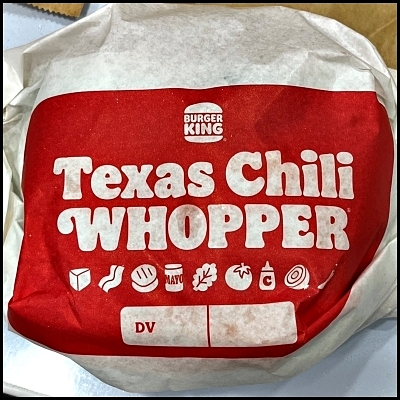 BURGER
KING
Texas Chili
WHOPPER
MAYO C
DV